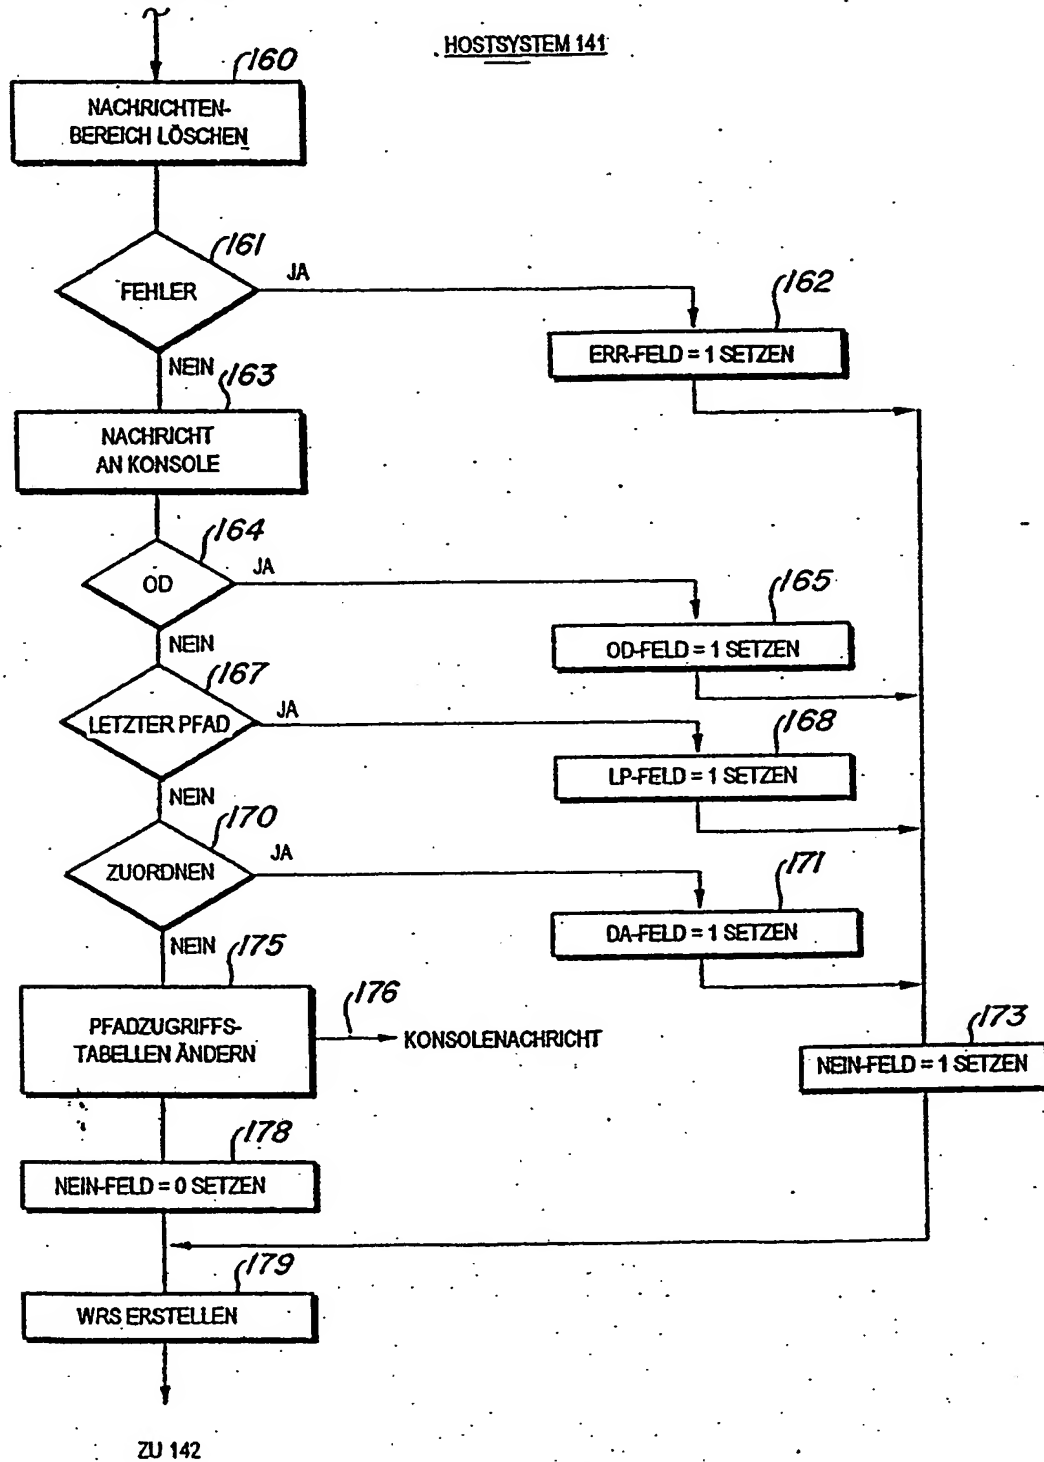 HOSTSYSTEM 141
160
NACHRICHTEN-
BEREICH LÖSCHEN
161
FEHLER
JA
162
ERR-FELD = 1 SETZEN
NEIN
163
NACHRICHT
AN KONSOLE
164
OD
JA
165
OD-FELD = 1 SETZEN
NEIN
167
LETZTER PFAD
JA
168
LP-FELD = 1 SETZEN
NEIN
170
ZUORDNEN
JA
171
DA-FELD = 1 SETZEN
NEIN
175
PFADZUGRIFFS-
TABELLEN ÄNDERN
176
KONSOLENACHRICHT
173
NEIN-FELD = 1 SETZEN
178
NEIN-FELD = 0 SETZEN
179
WRS ERSTELLEN
ZU 142